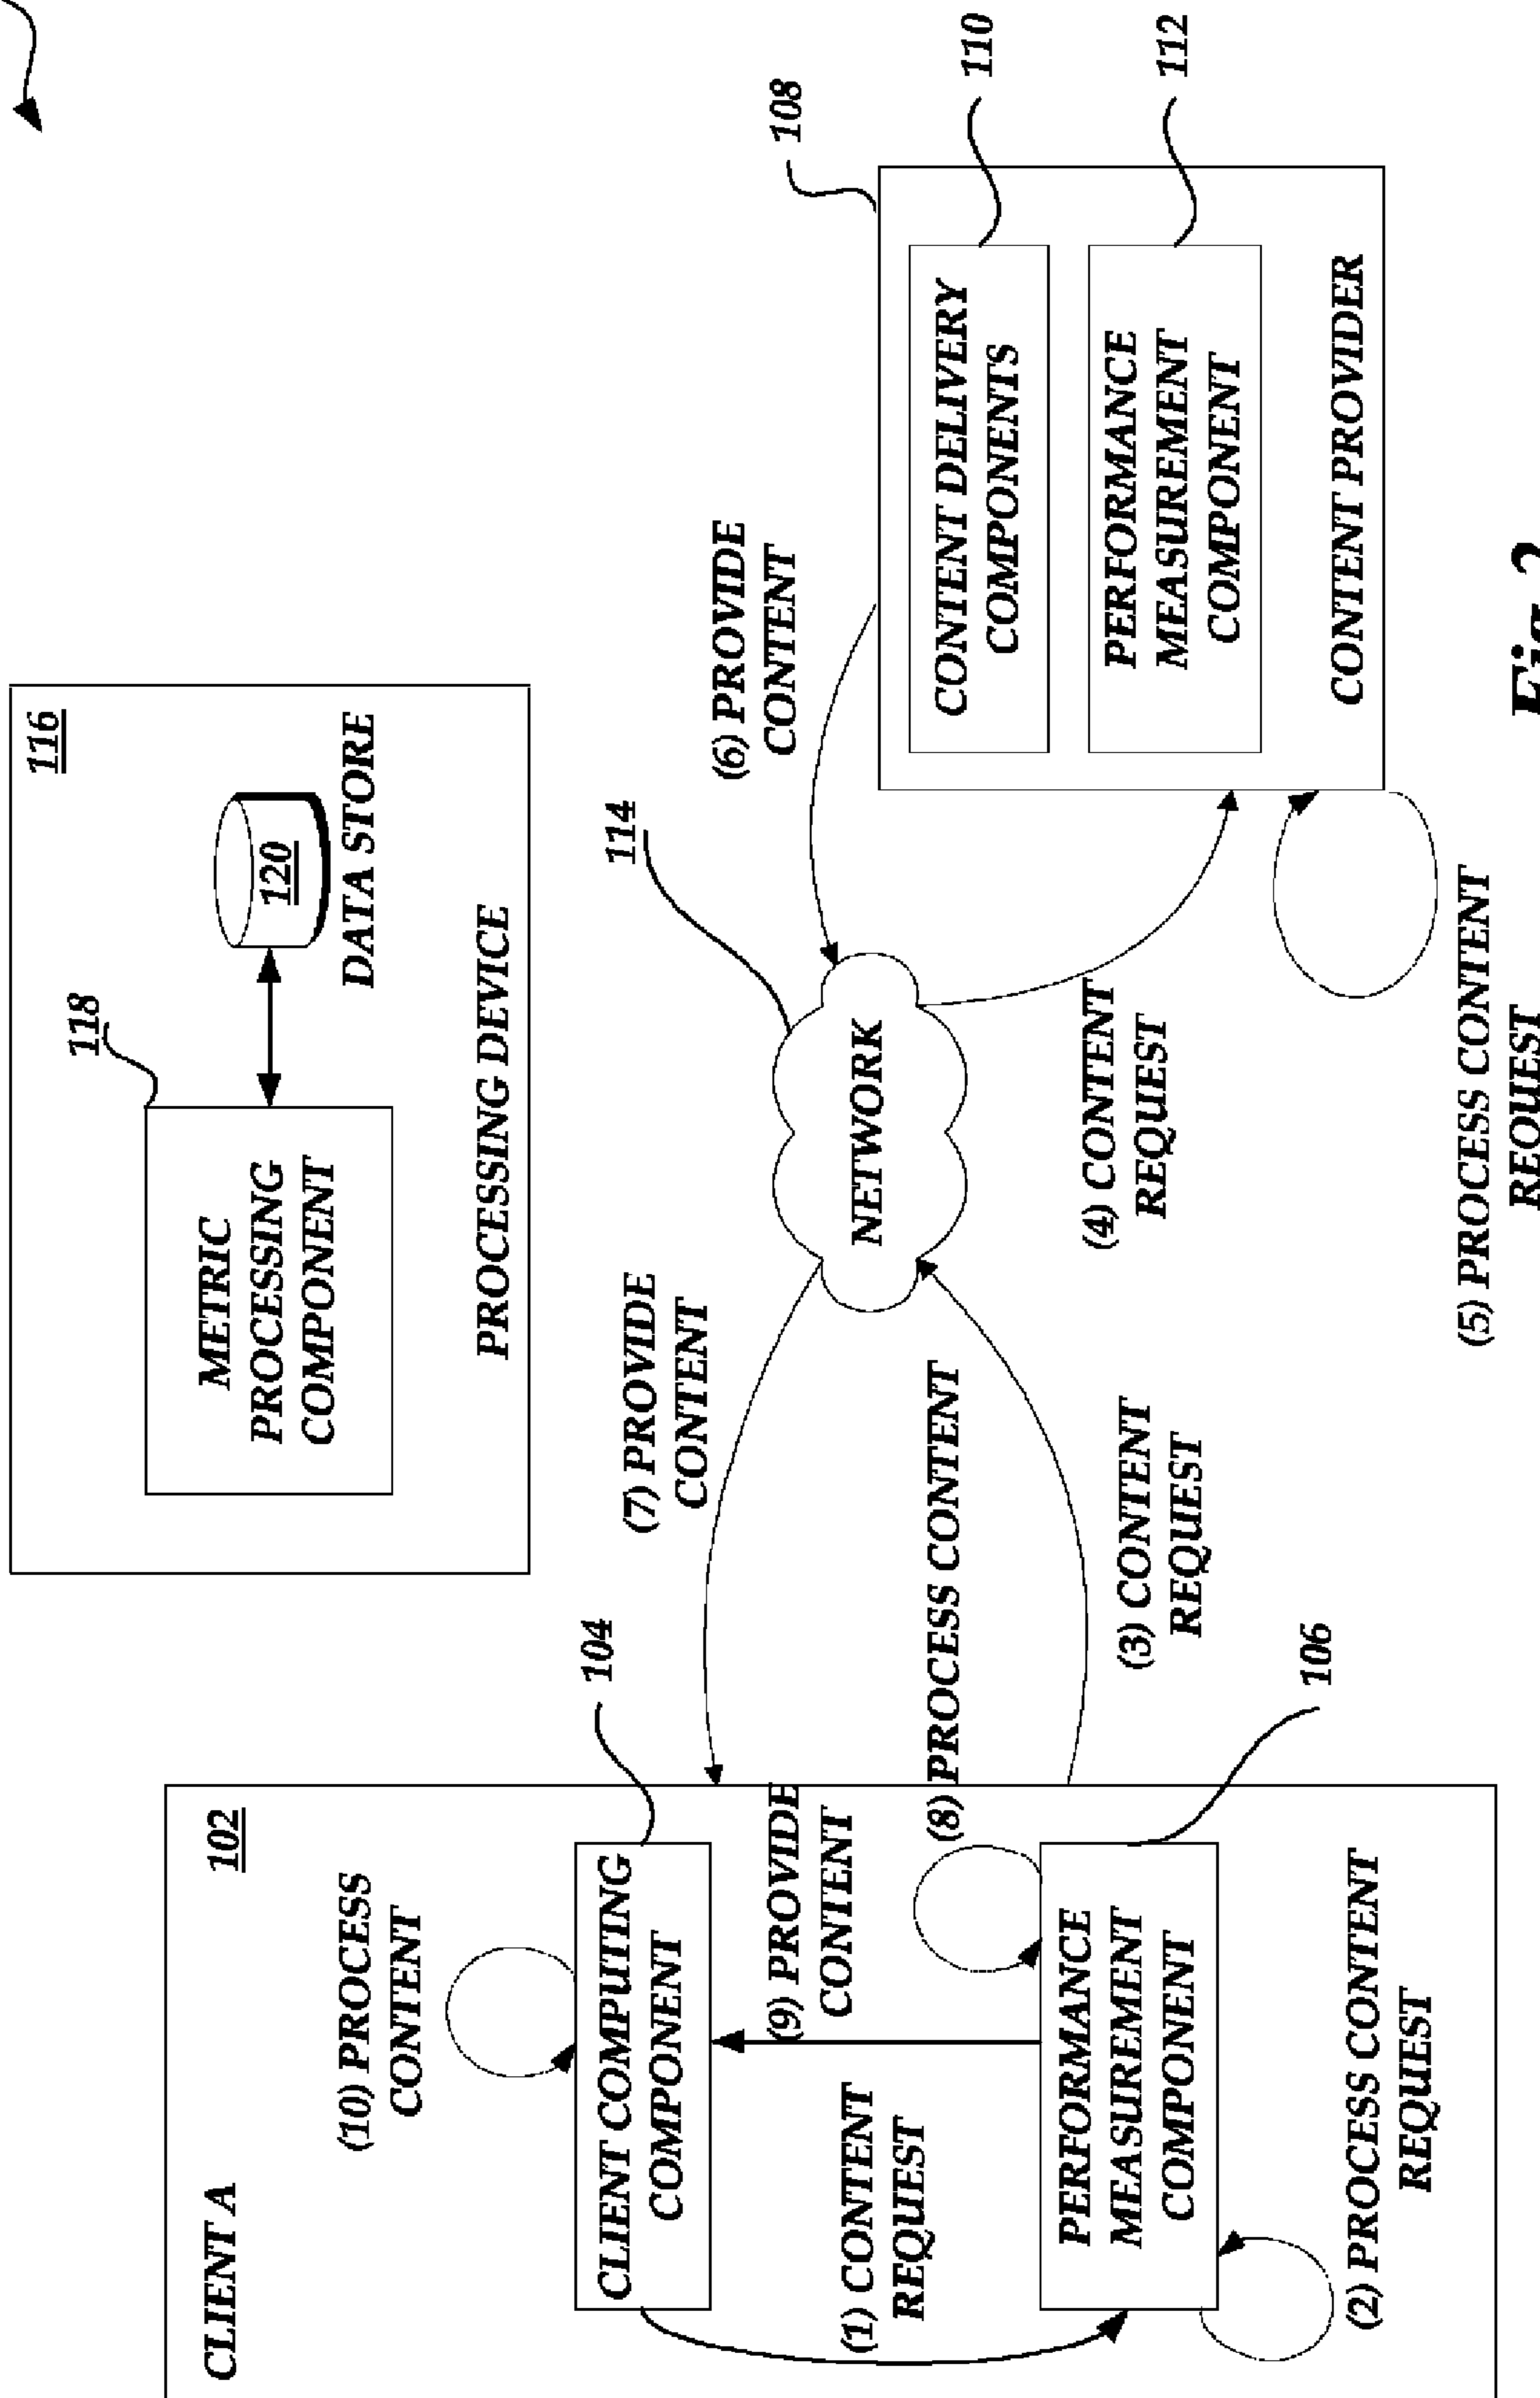 116
118
METRIC
PROCESSING
COMPONENT
120
DATA STORE
PROCESSING DEVICE
CLIENT A
102
(10) PROCESS
CONTENT
104
CLIENT COMPUTING
COMPONENT
(9) PROVIDE
CONTENT
(1) CONTENT
REQUEST
(8) PROCESS CONTENT
PERFORMANCE
MEASUREMENT
COMPONENT
106
(2) PROCESS CONTENT
REQUEST
(7) PROVIDE
CONTENT
(3) CONTENT
REQUEST
114
NETWORK
(6) PROVIDE
CONTENT
(4) CONTENT
REQUEST
108
CONTENT DELIVERY
COMPONENTS
110
PERFORMANCE
MEASUREMENT
COMPONENT
112
CONTENT PROVIDER
(5) PROCESS CONTENT
REQUEST
Fig. 2